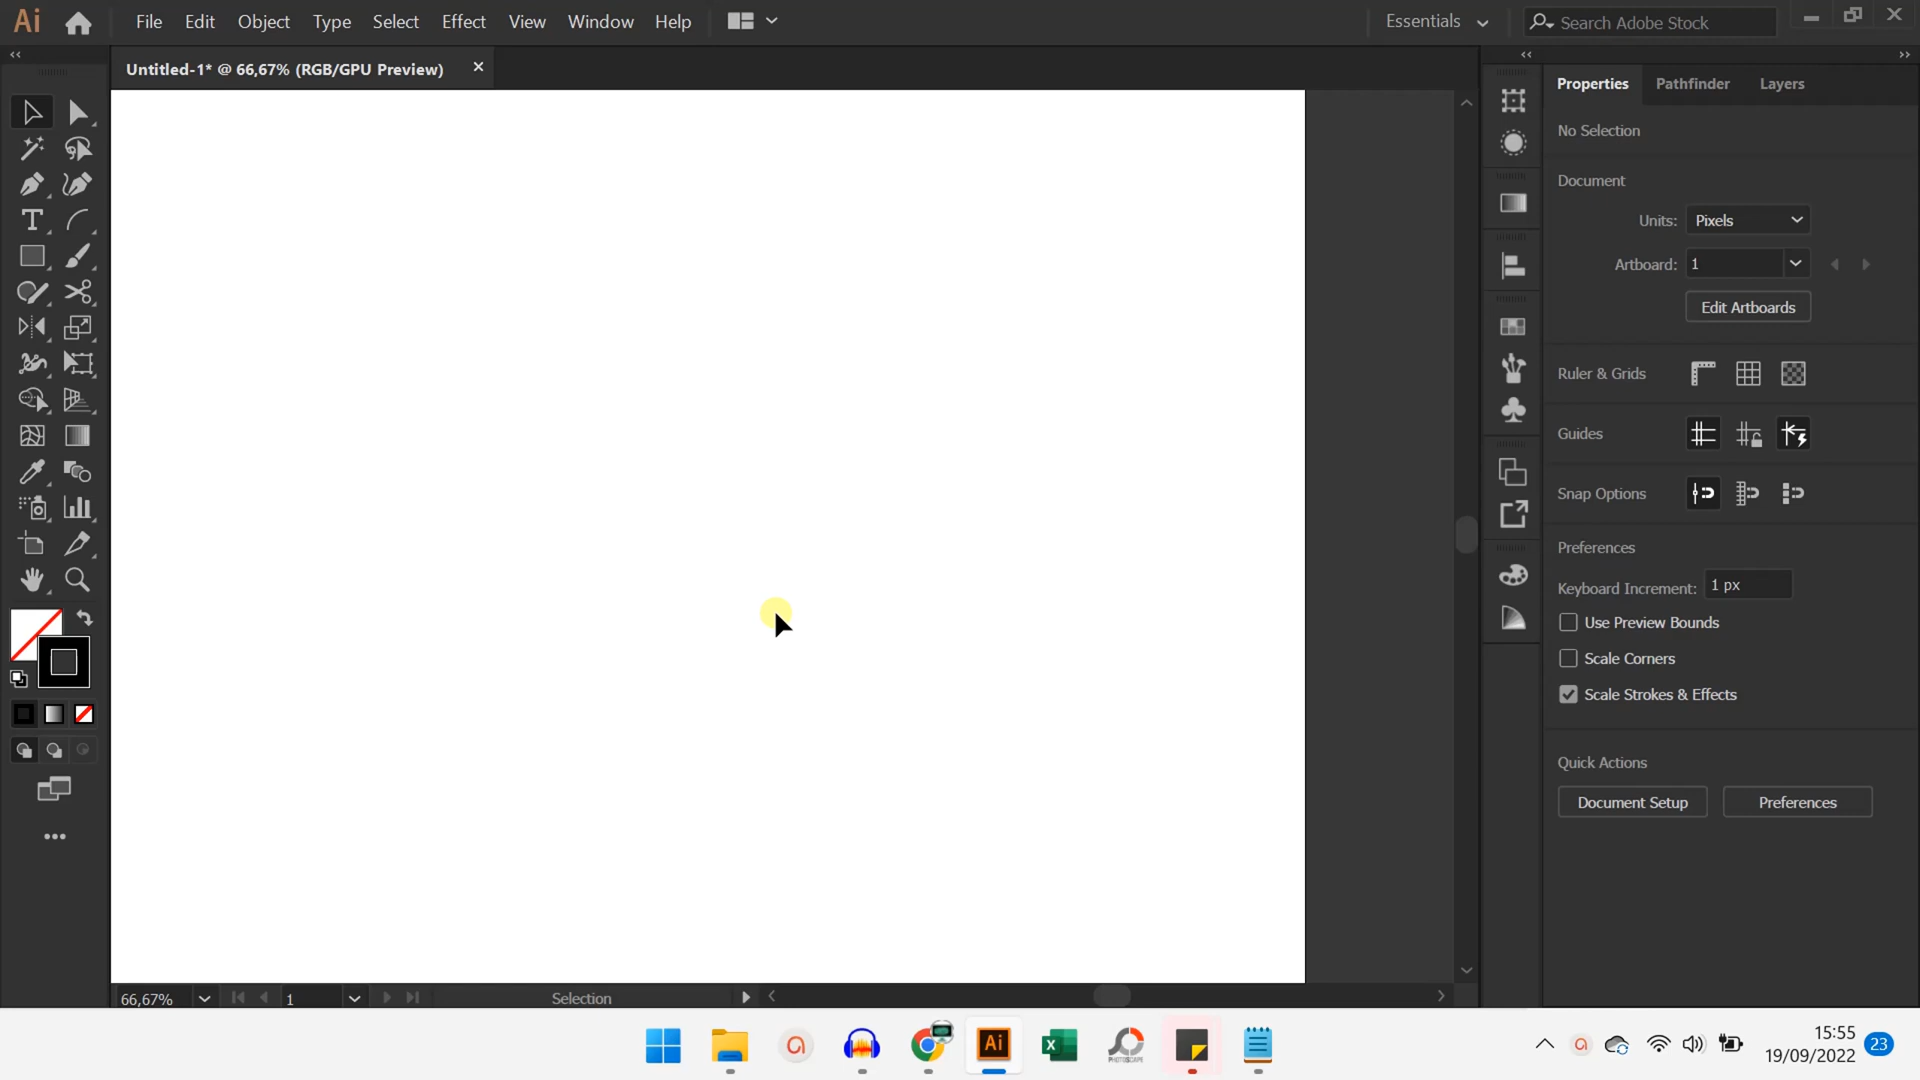 Ai File Edit Object Type Select Effect View Window Help Essentials Search Adobe Stock
Untitled-1* @ 66,67% (RGB/GPU Preview)
Properties Pathfinder Layers
No Selection
Document
Units: Pixels
Artboard: 1
Edit Artboards
Ruler & Grids
Guides
Snap Options
Preferences
Keyboard Increment: 1 px
Use Preview Bounds
Scale Corners
Scale Strokes & Effects
Quick Actions
Document Setup Preferences
66,67% 1 Selection
Ai
PHOTOSCAPE
15:55
19/09/2022
23